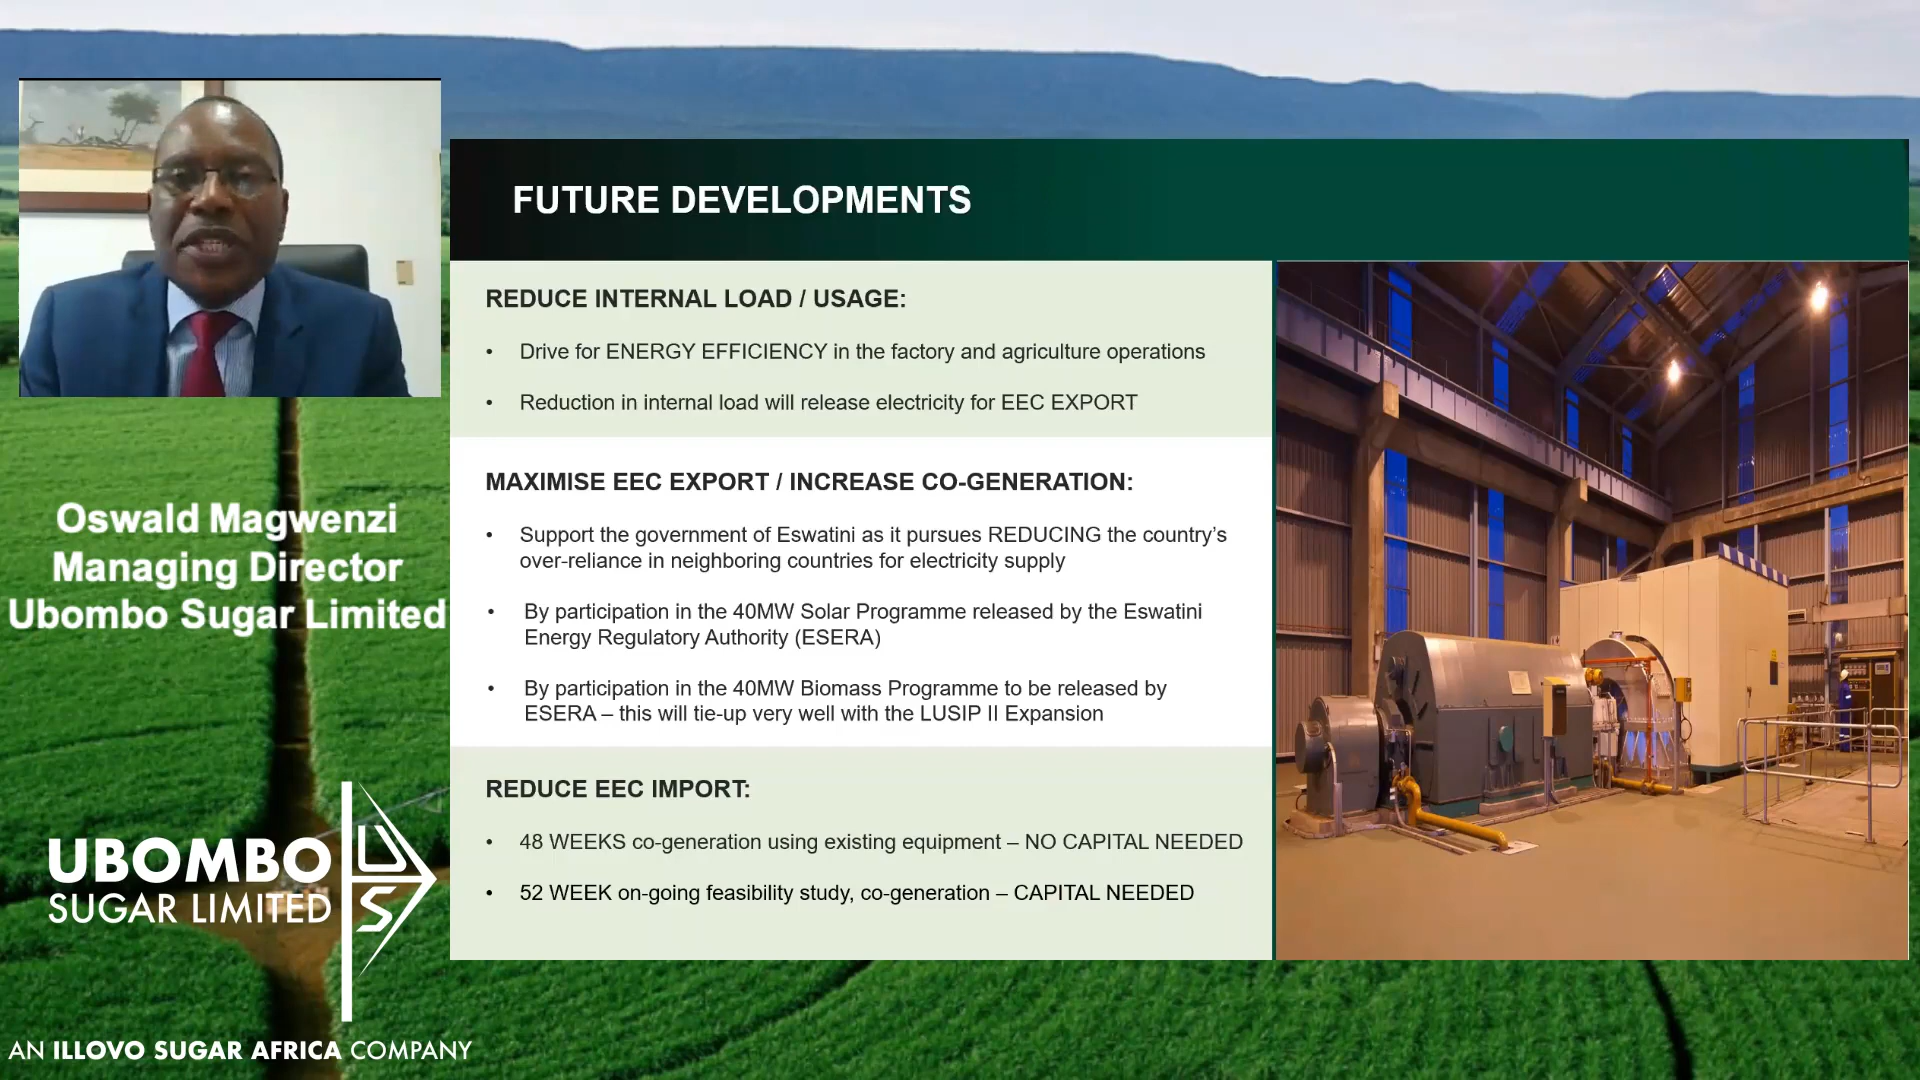 FUTURE DEVELOPMENTS
REDUCE INTERNAL LOAD / USAGE:
• Drive for ENERGY EFFICIENCY in the factory and agriculture operations
• Reduction in internal load will release electricity for EEC EXPORT
MAXIMISE EEC EXPORT / INCREASE CO-GENERATION:
• Support the government of Eswatini as it pursues REDUCING the country’s
over-reliance in neighboring countries for electricity supply
• By participation in the 40MW Solar Programme released by the Eswatini
Energy Regulatory Authority (ESERA)
• By participation in the 40MW Biomass Programme to be released by
ESERA – this will tie-up very well with the LUSIP II Expansion
REDUCE EEC IMPORT:
• 48 WEEKS co-generation using existing equipment – NO CAPITAL NEEDED
• 52 WEEK on-going feasibility study, co-generation – CAPITAL NEEDED
Oswald Magwenzi
Managing Director
Ubombo Sugar Limited
UBOMBO
SUGAR LIMITED
US
AN ILLOVO SUGAR AFRICA COMPANY